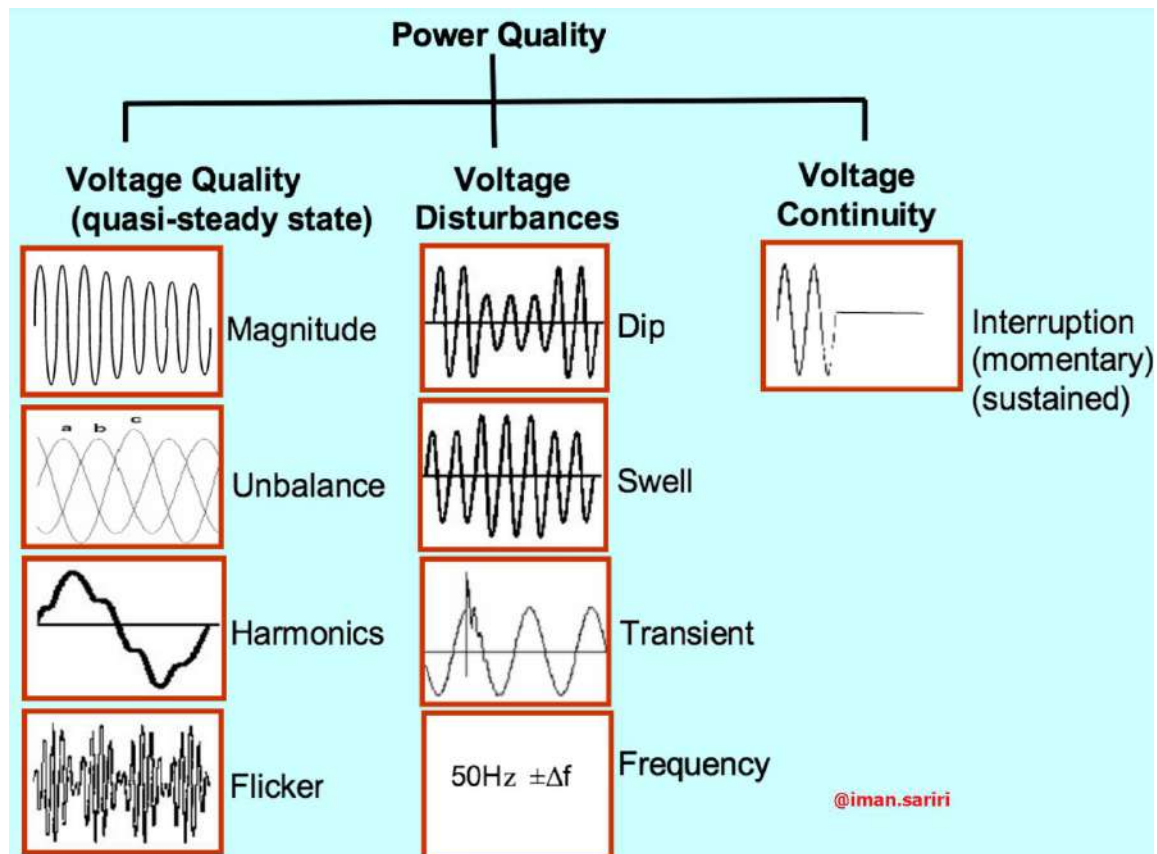 Power Quality
Voltage Quality
(quasi-steady state)
Magnitude
a b c
Unbalance
Harmonics
Flicker
Voltage
Disturbances
Dip
Swell
Transient
50Hz ±Δf
Frequency
Voltage
Continuity
Interruption
(momentary)
(sustained)
@iman.sariri